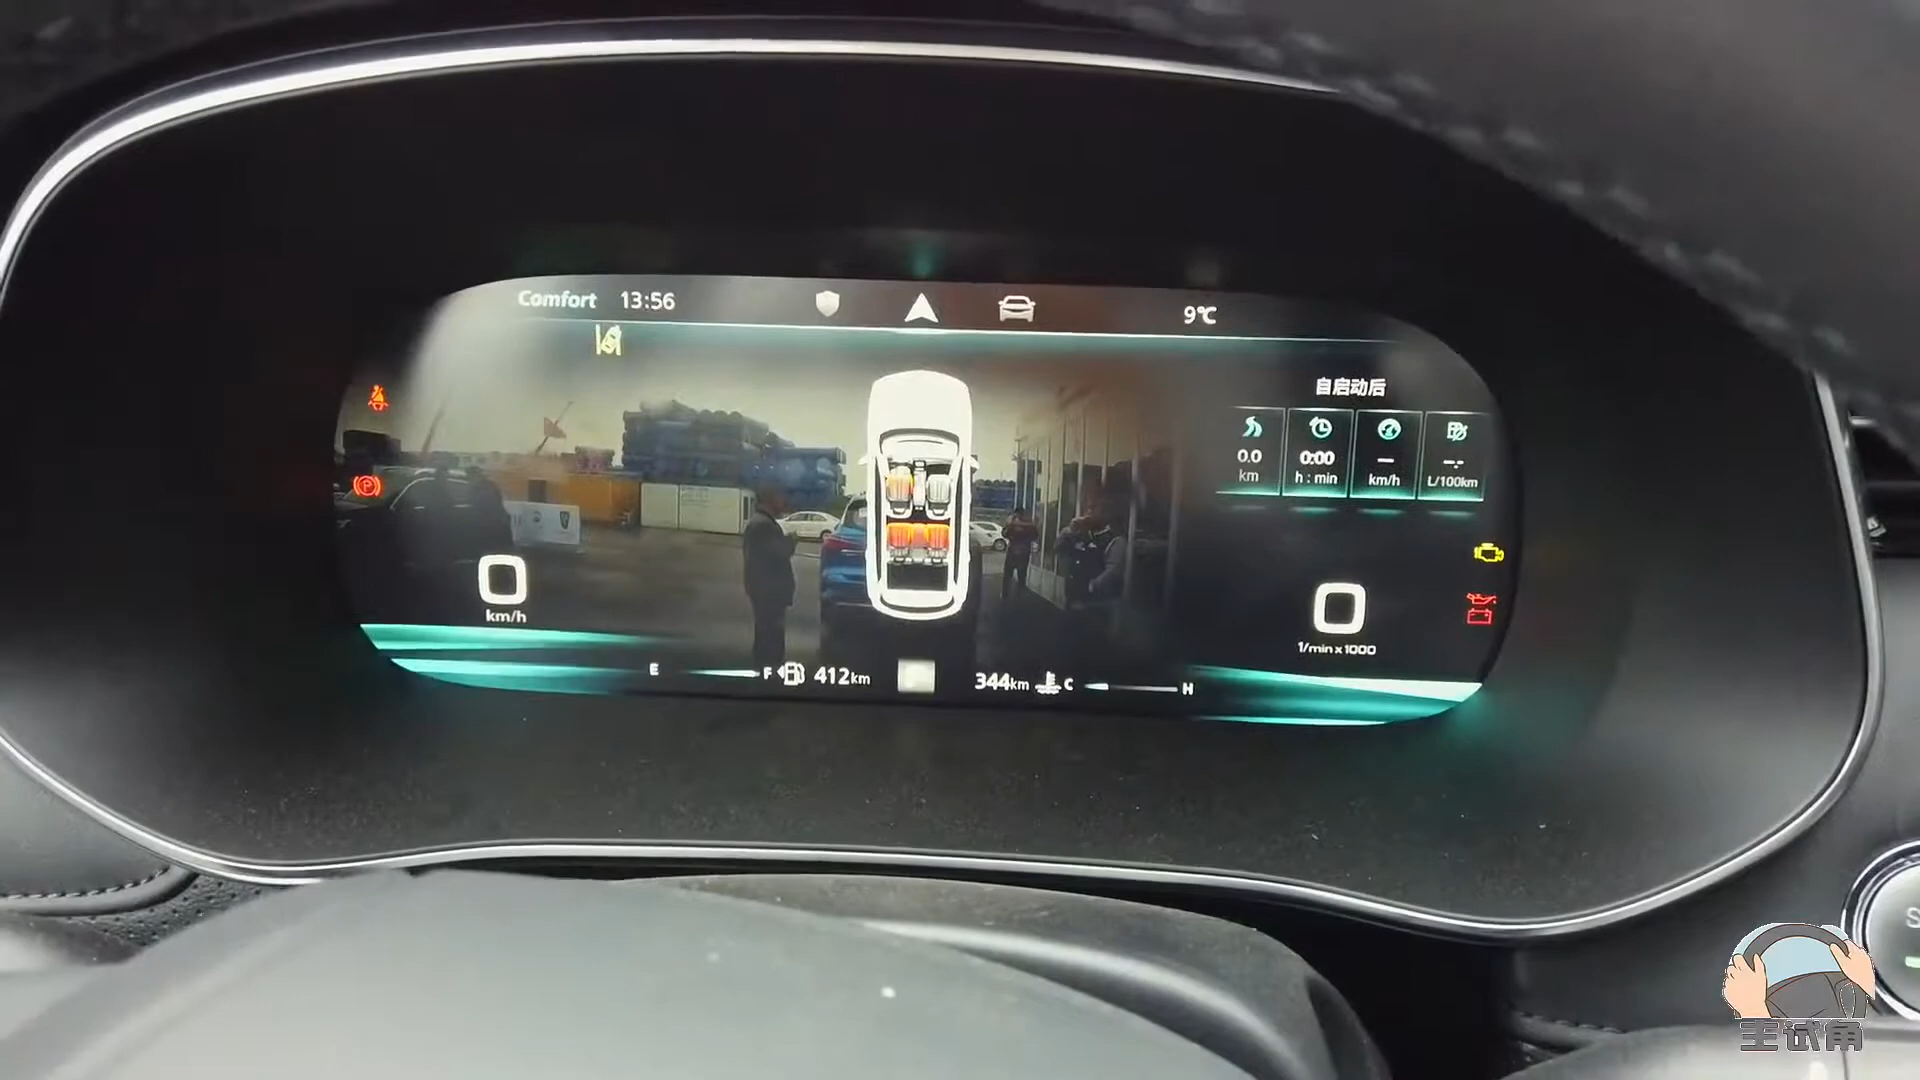 Comfort 13:56
9℃
自启动后
0.0 0:00 — -.-
km h : min km/h L/100km
0
km/h
0
1/min x 1000
E F 412km 344km C H
主试角